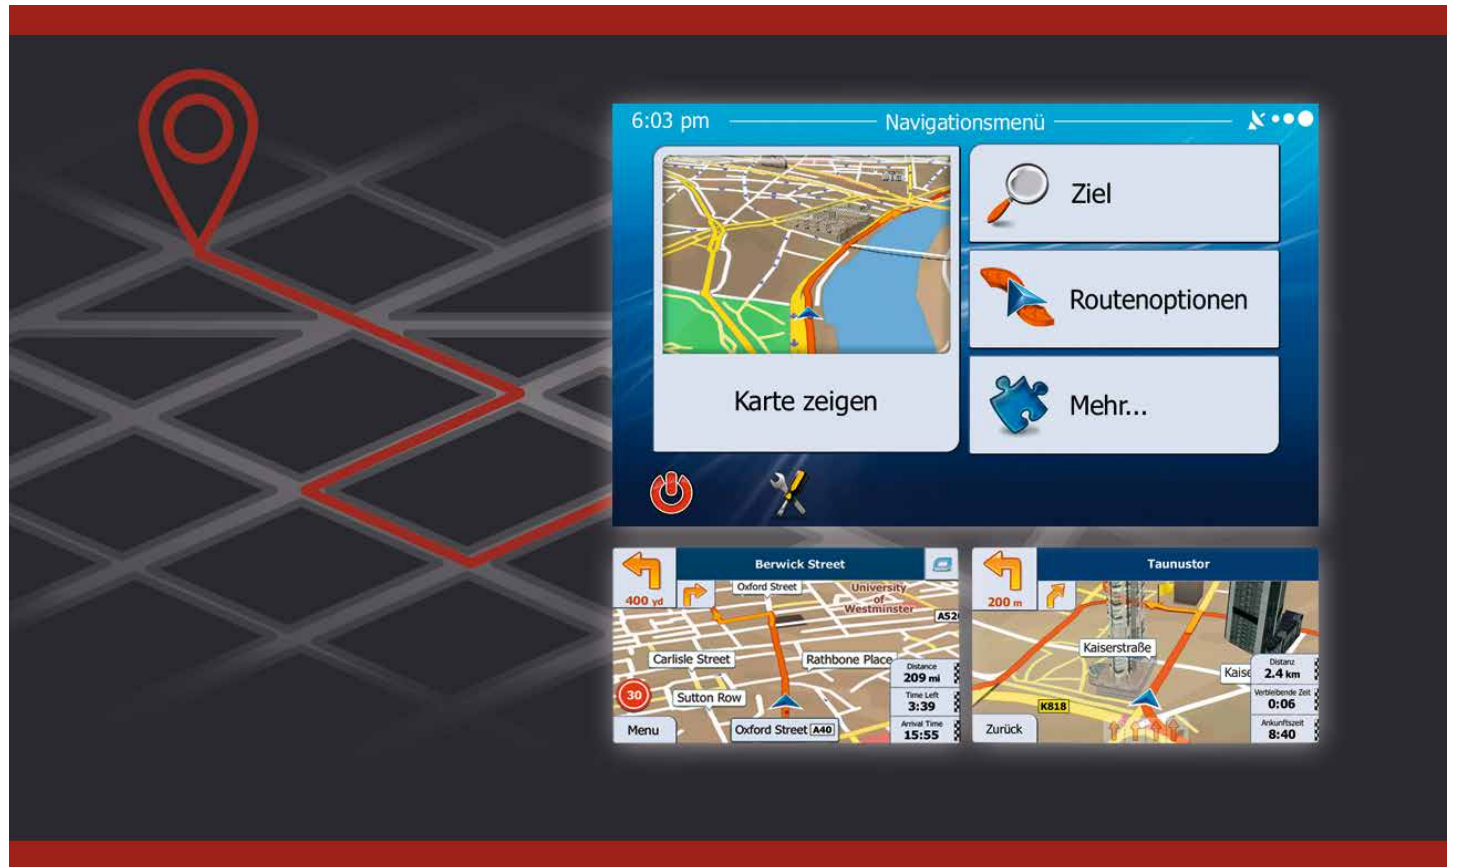 6:03 pm
Navigationsmenü
Ziel
Routenoptionen
Karte zeigen
Mehr...
Berwick Street
400 yd
Oxford Street
University
of
Westminster
Carlisle Street
Rathbone Place
Distance
209 mi
30
Sutton Row
Time Left
3:39
Menu
Oxford Street A40
Arrival Time
15:55
Taunustor
200 m
Kaiserstraße
Distanz
2.4 km
K818
Verbleibende Zeit
0:06
Zurück
Ankunftszeit
8:40